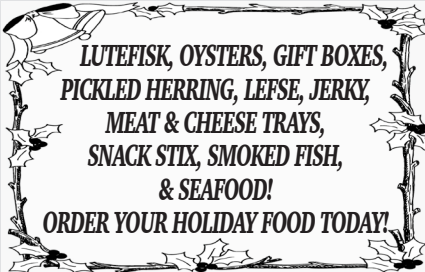 LUTEFISK, OYSTERS, GIFT BOXES,
PICKLED HERRING, LEFSE, JERKY,
MEAT & CHEESE TRAYS,
SNACK STIX, SMOKED FISH,
& SEAFOOD!
ORDER YOUR HOLIDAY FOOD TODAY!